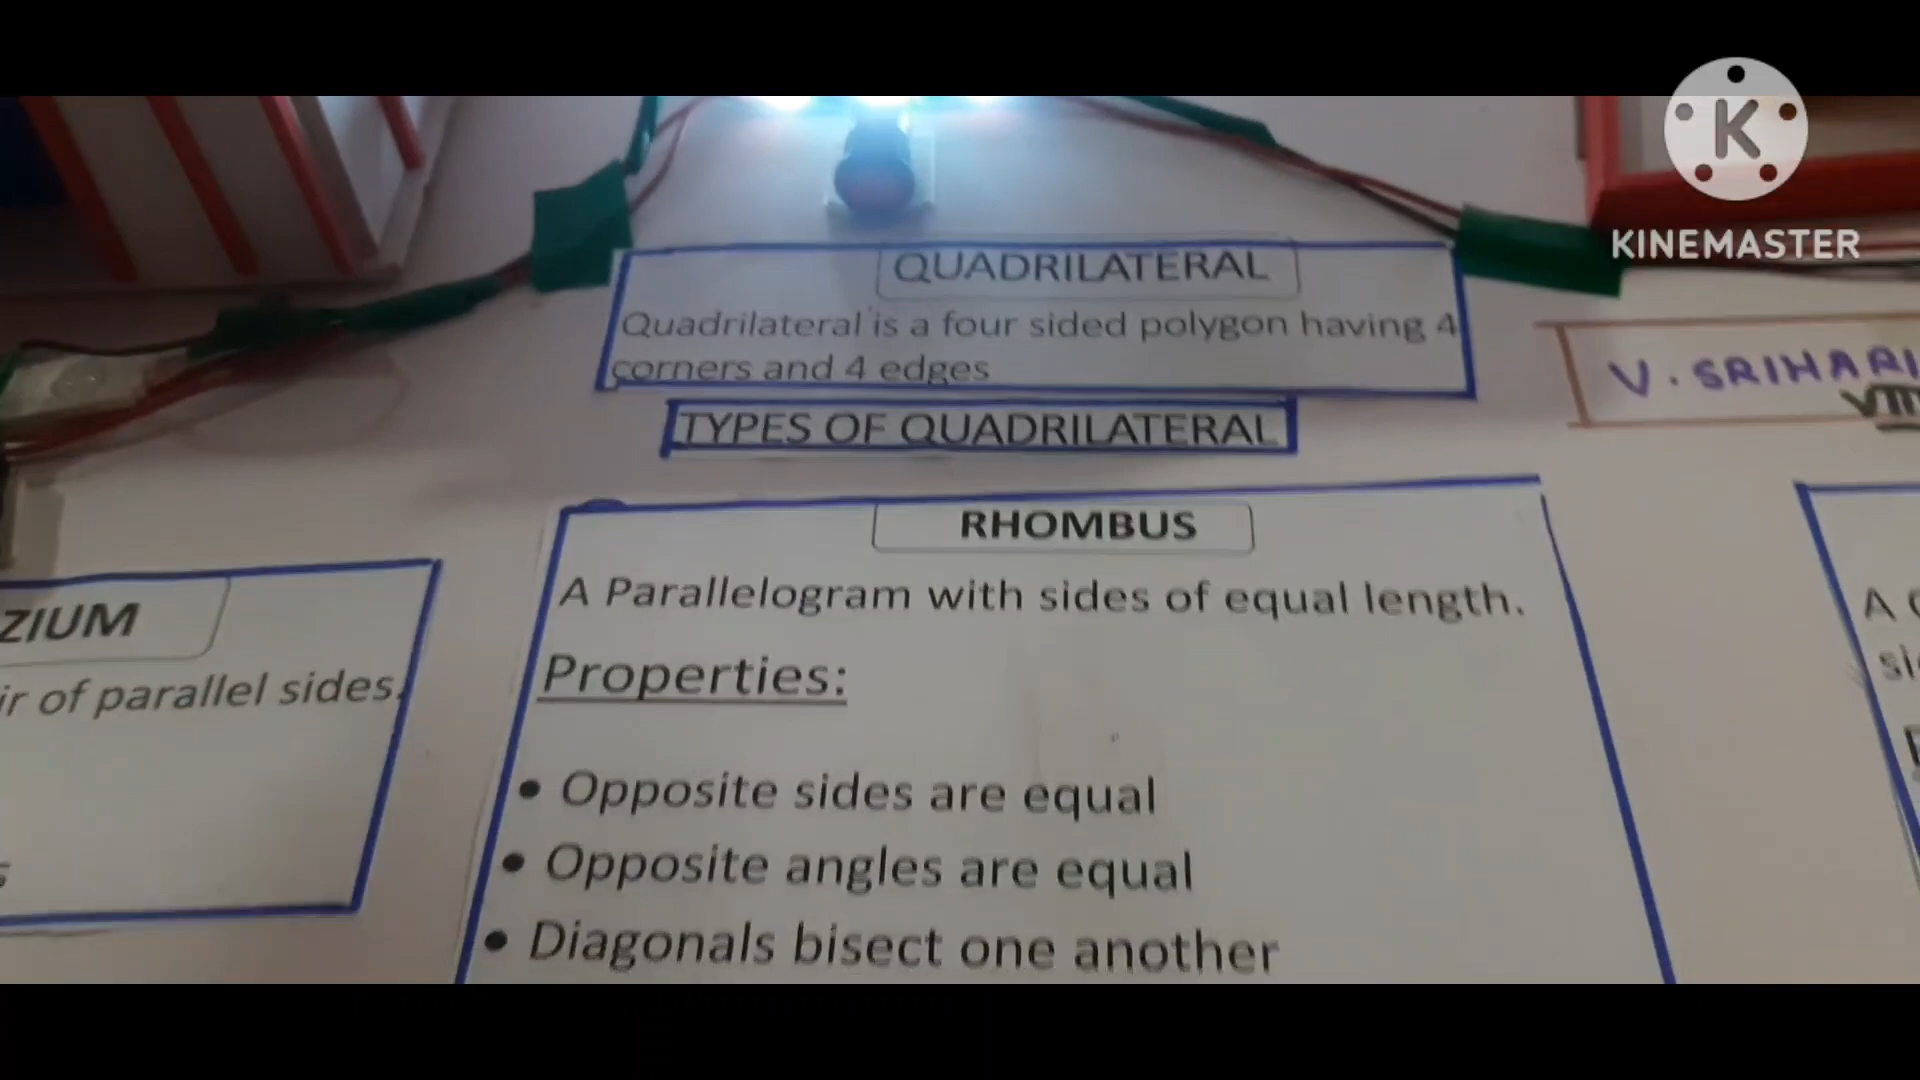 K
KINEMASTER
QUADRILATERAL
Quadrilateral is a four sided polygon having 4
corners and 4 edges
TYPES OF QUADRILATERAL
V. SRIHARI
VIII
RHOMBUS
A Parallelogram with sides of equal length.
Properties:
• Opposite sides are equal
• Opposite angles are equal
• Diagonals bisect one another
ZIUM
ir of parallel sides.
A